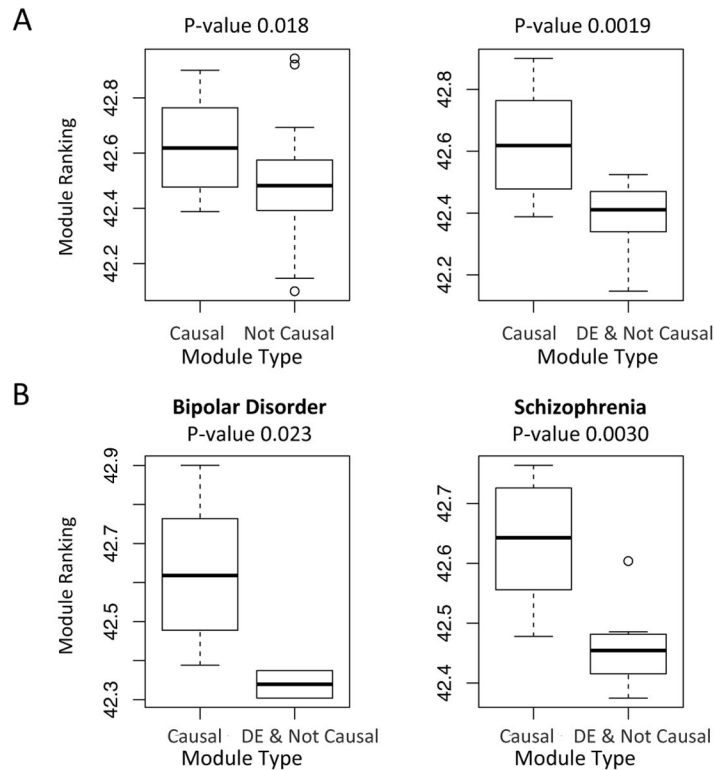 A
P-value 0.018
P-value 0.0019
Module Ranking
42.8
42.6
42.4
42.2
42.8
42.6
42.4
42.2
Causal
Not Causal
Causal
DE & Not Causal
Module Type
Module Type
B
Bipolar Disorder
Schizophrenia
P-value 0.023
P-value 0.0030
Module Ranking
42.9
42.7
42.5
42.3
42.7
42.6
42.5
42.4
Causal
DE & Not Causal
Causal
DE & Not Causal
Module Type
Module Type